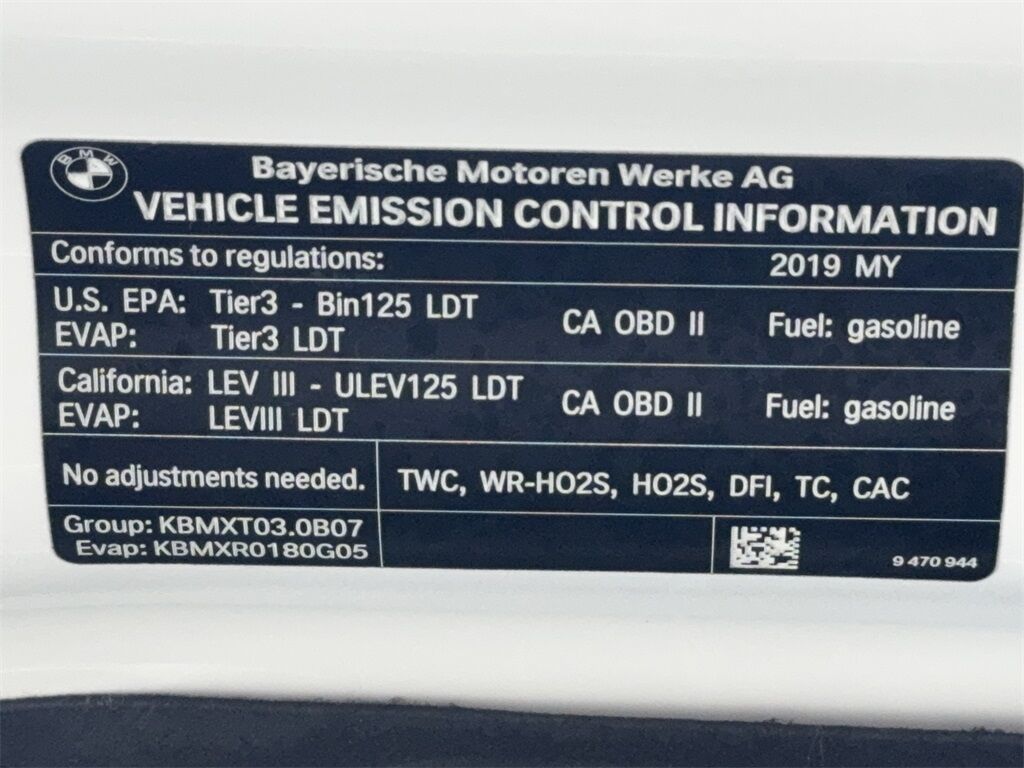 BMW
Bayerische Motoren Werke AG
VEHICLE EMISSION CONTROL INFORMATION
Conforms to regulations: 2019 MY
U.S. EPA: Tier3 - Bin125 LDT CA OBD II Fuel: gasoline
EVAP: Tier3 LDT
California: LEV III - ULEV125 LDT CA OBD II Fuel: gasoline
EVAP: LEVIII LDT
No adjustments needed. TWC, WR-HO2S, HO2S, DFI, TC, CAC
Group: KBMXT03.0B07
Evap: KBMXR0180G05 9 470 944